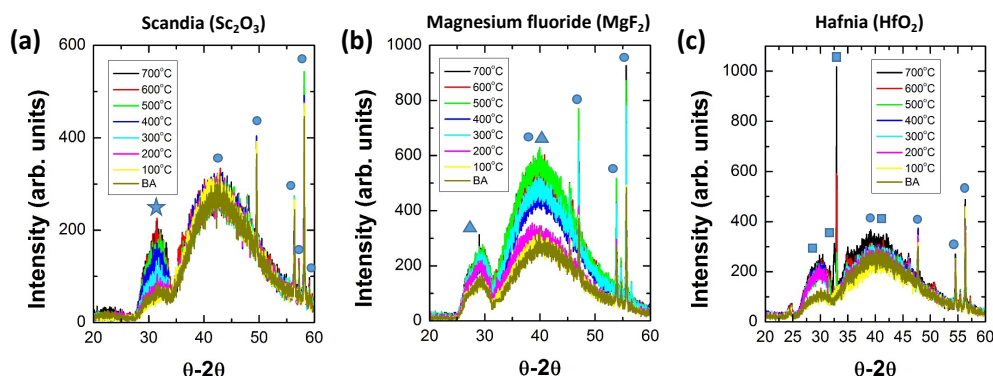 Scandia (Sc₂O₃)
(a)
600
400
200
0
700°C
600°C
500°C
400°C
300°C
200°C
100°C
BA
20 30 40 50 60
θ-2θ
Intensity (arb. units)
Magnesium fluoride (MgF₂)
(b)
1000
800
600
400
200
0
700°C
600°C
500°C
400°C
300°C
200°C
100°C
BA
20 30 40 50 60
θ-2θ
Intensity (arb. units)
Hafnia (HfO₂)
(c)
1000
800
600
400
200
0
700°C
600°C
500°C
400°C
300°C
200°C
100°C
BA
20 25 30 35 40 45 50 55 60
θ-2θ
Intensity (arb. units)